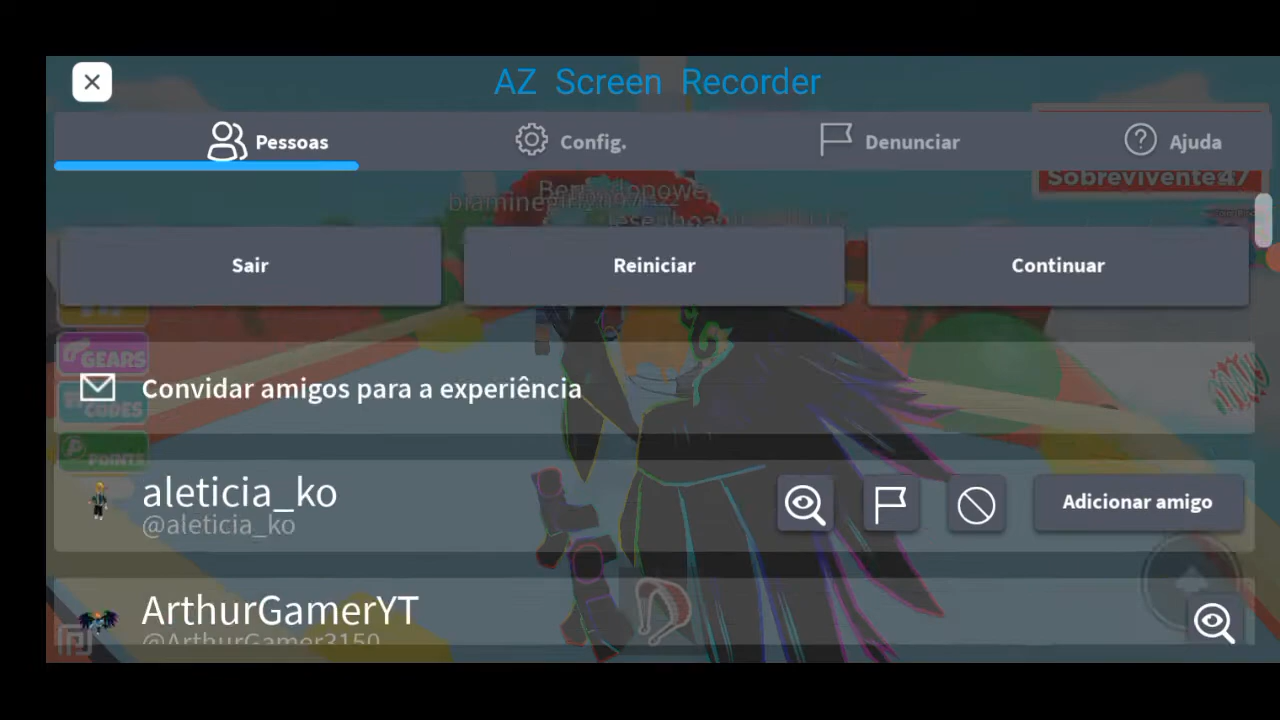 AZ Screen Recorder
Pessoas
Config.
Denunciar
Ajuda
Sobrevivente47
Sair
Reiniciar
Continuar
GEARS
Convidar amigos para a experiência
CODES
POINTS
aleticia_ko
@aleticia_ko
Adicionar amigo
ArthurGamerYT
@ArthurGamer3150